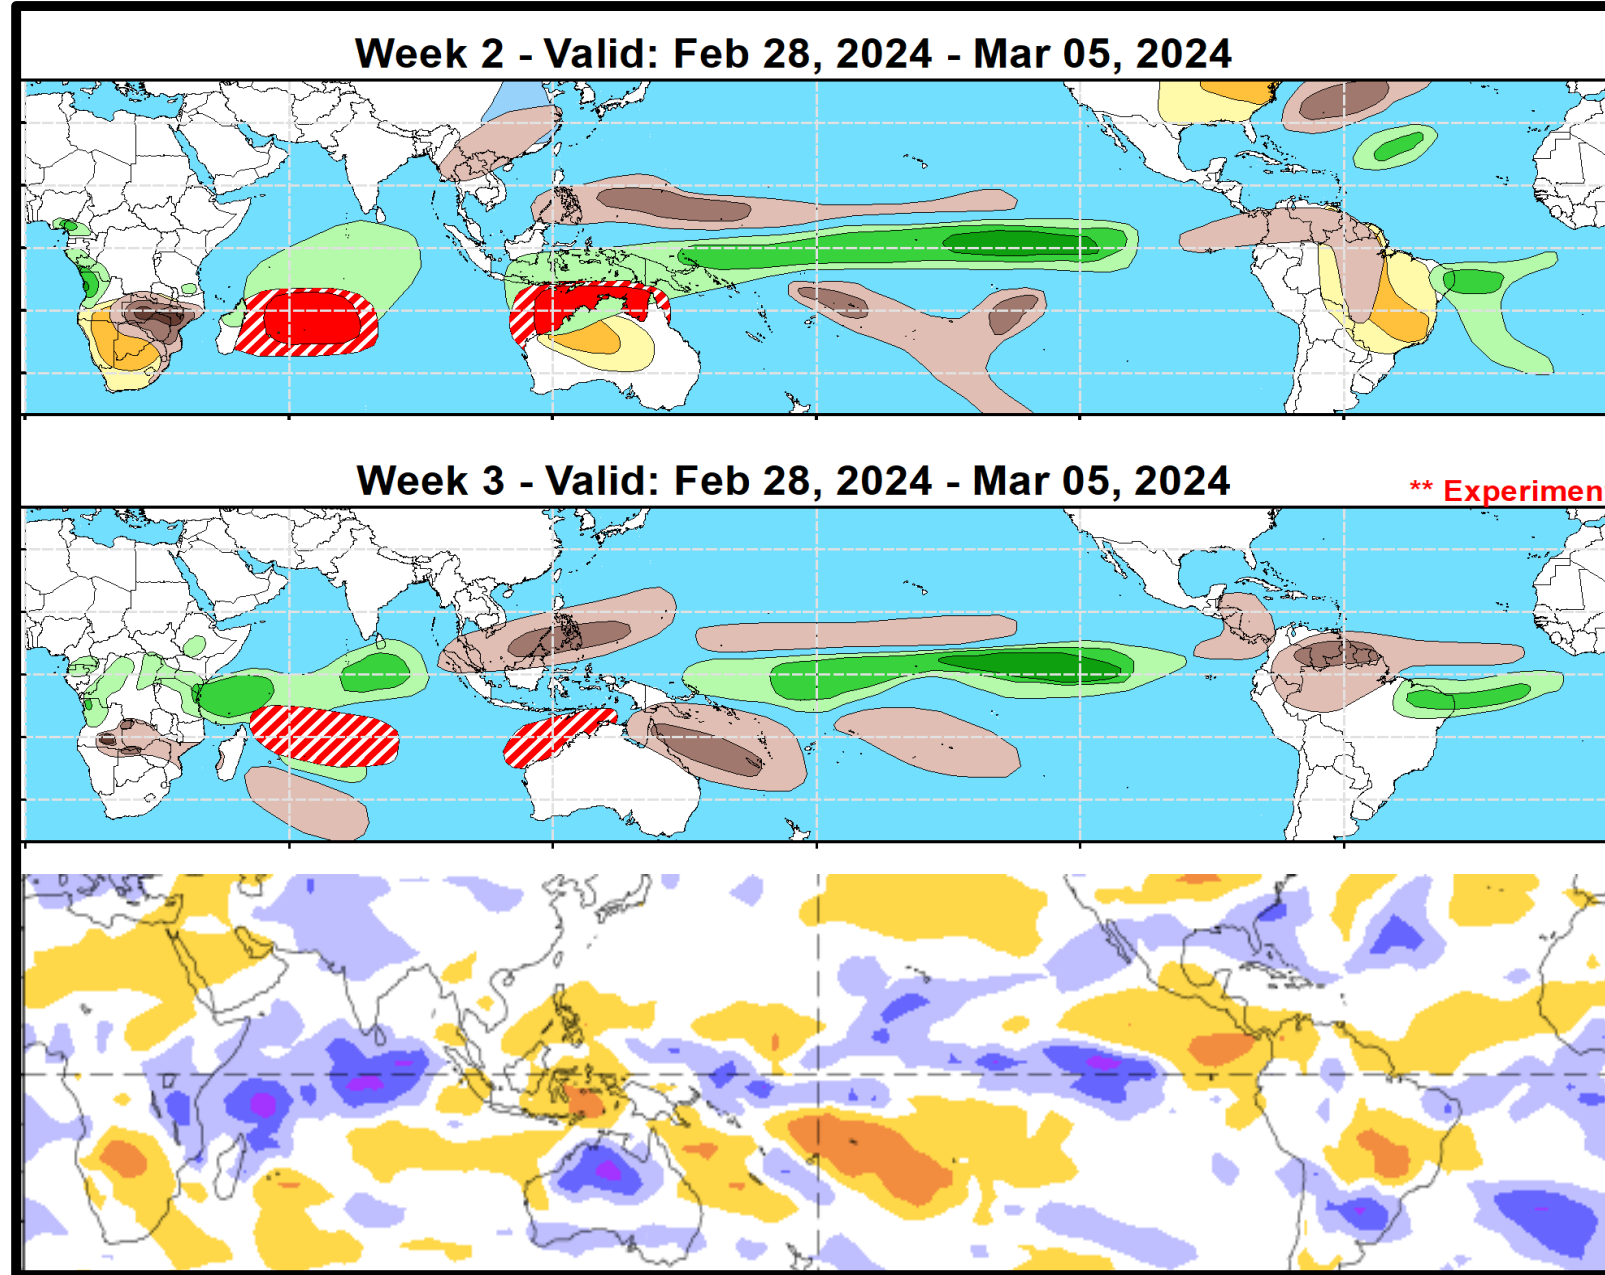 Week 2 - Valid: Feb 28, 2024 - Mar 05, 2024
Week 3 - Valid: Feb 28, 2024 - Mar 05, 2024
** Experimen